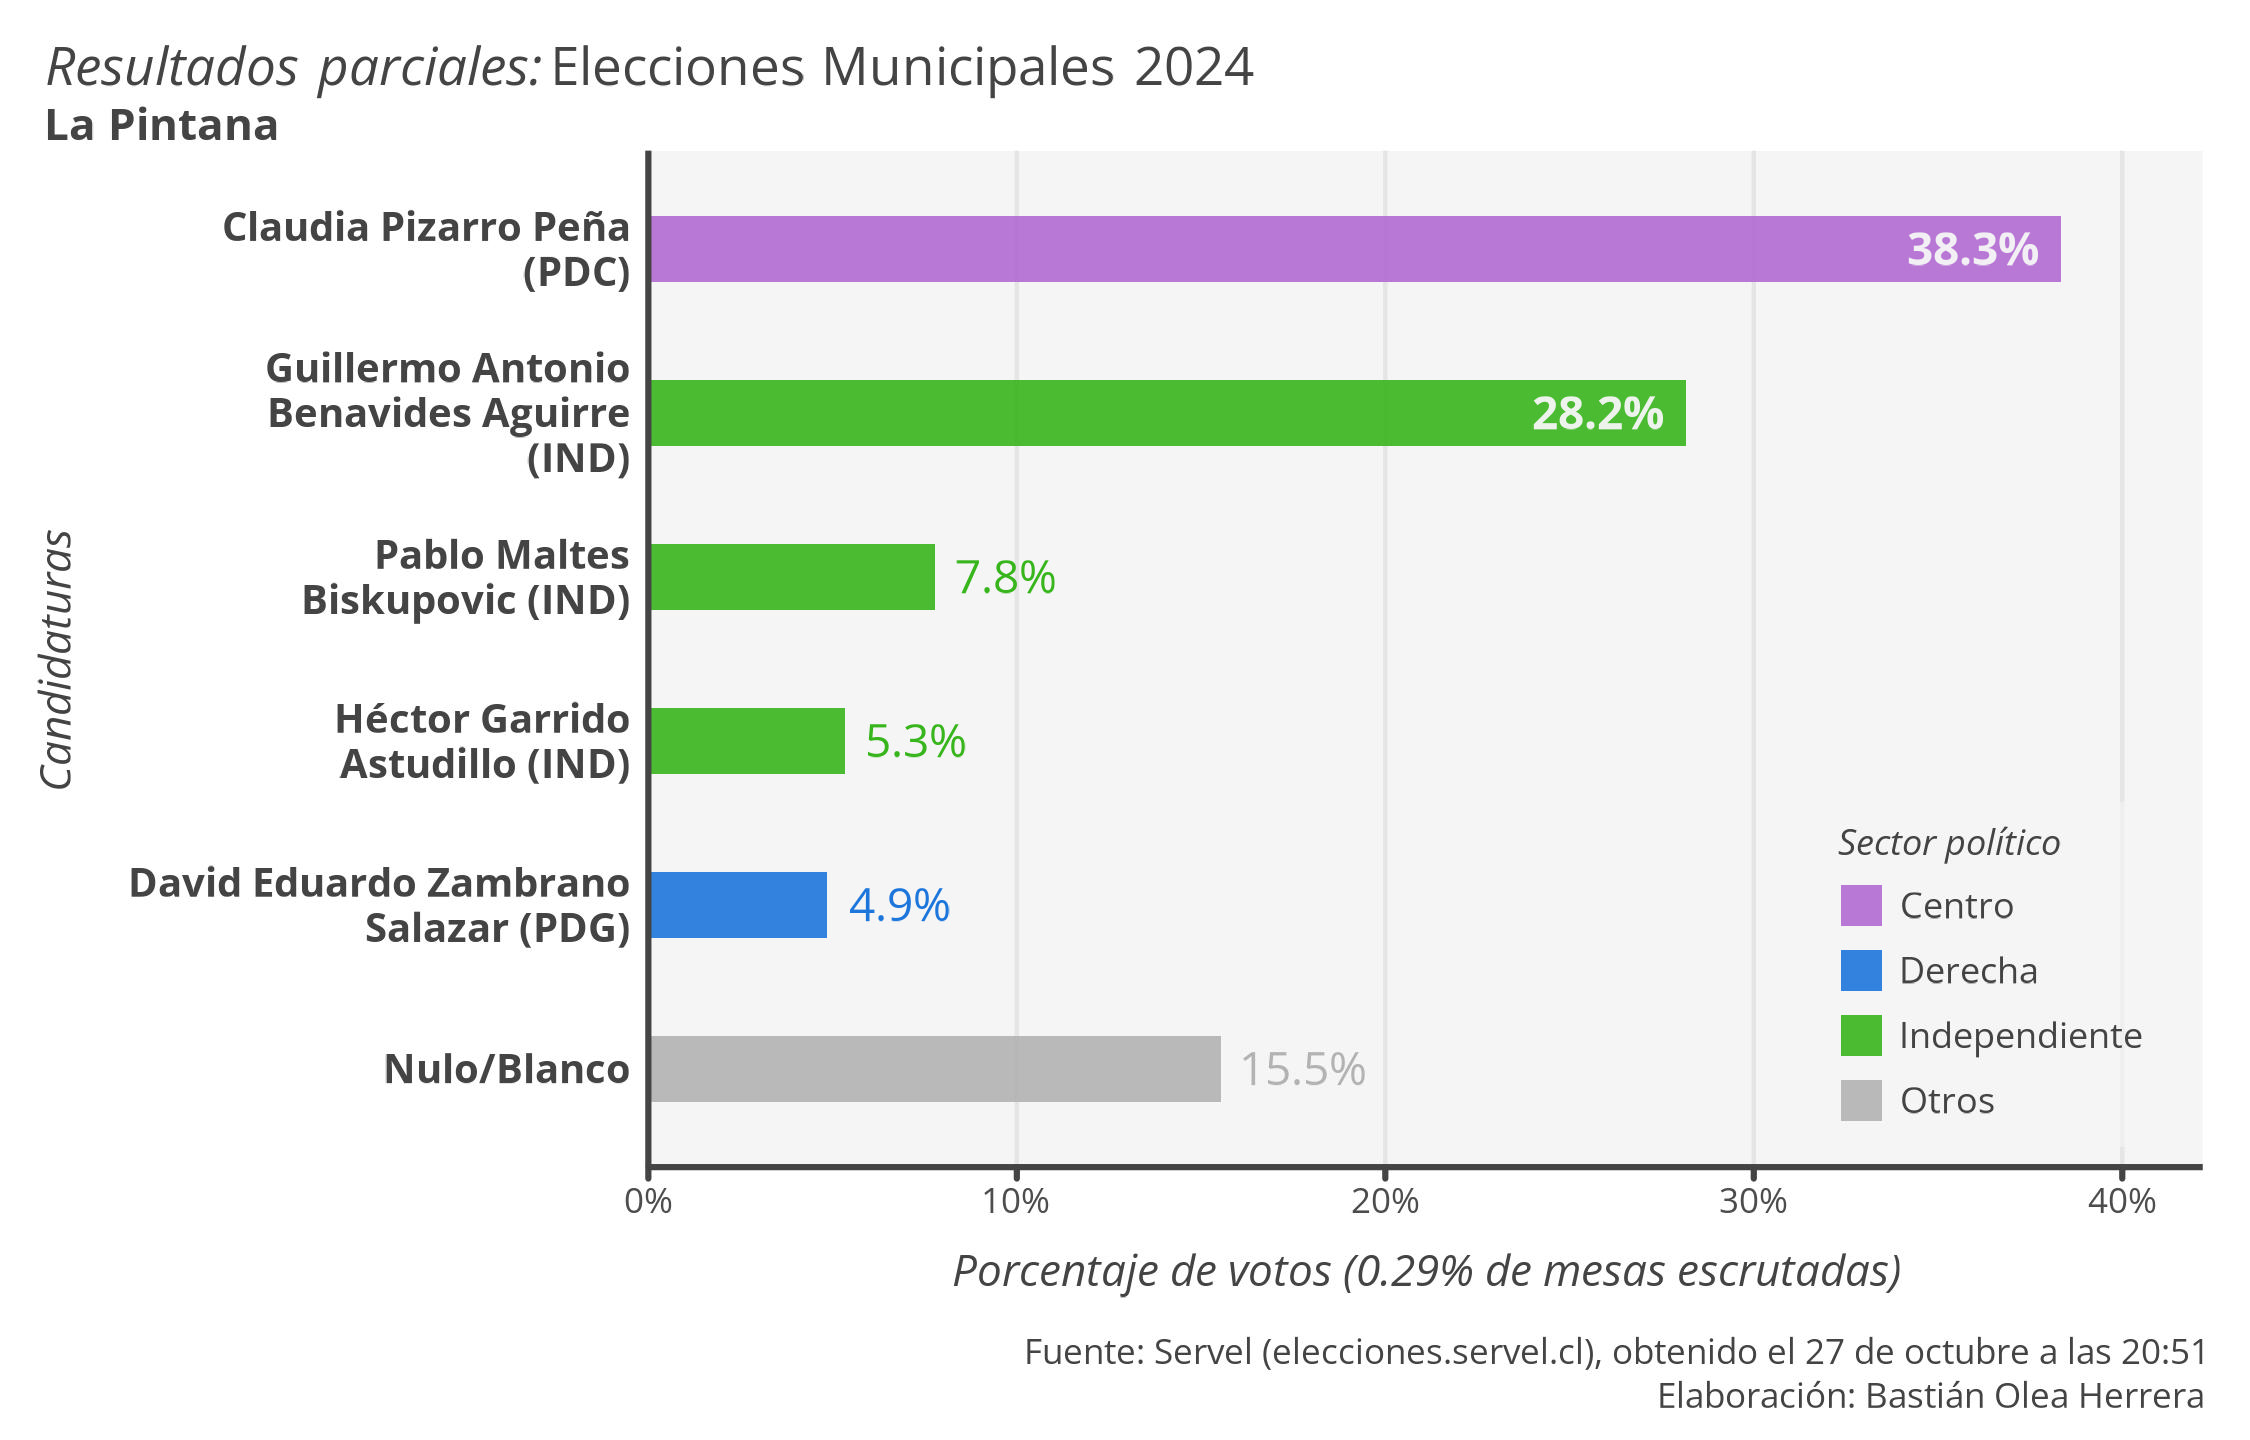 Resultados parciales: Elecciones Municipales 2024
La Pintana
Candidaturas
Claudia Pizarro Peña
(PDC)
38.3%
Guillermo Antonio
Benavides Aguirre
(IND)
28.2%
Pablo Maltes
Biskupovic (IND)
7.8%
Héctor Garrido
Astudillo (IND)
5.3%
David Eduardo Zambrano
Salazar (PDG)
4.9%
Nulo/Blanco
15.5%
Sector político
Centro
Derecha
Independiente
Otros
0% 10% 20% 30% 40%
Porcentaje de votos (0.29% de mesas escrutadas)
Fuente: Servel (elecciones.servel.cl), obtenido el 27 de octubre a las 20:51
Elaboración: Bastián Olea Herrera